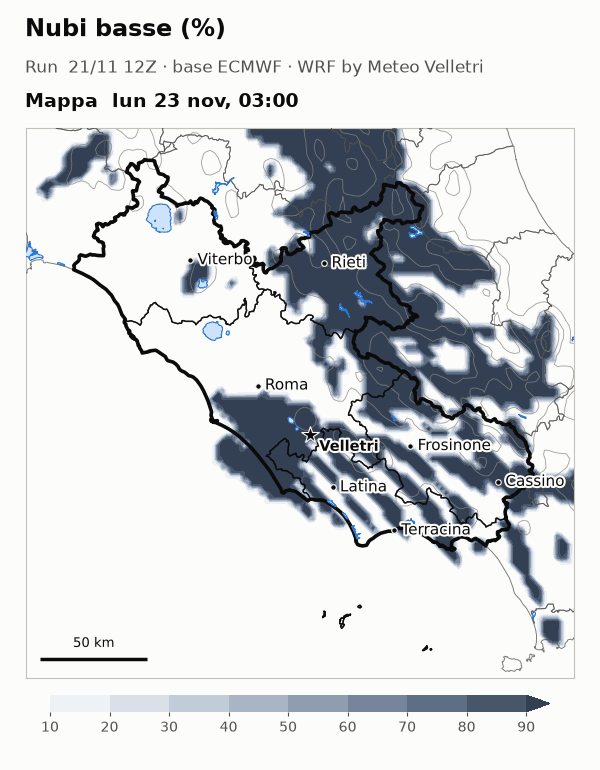 Nubi basse (%)
Run 21/11 12Z · base ECMWF · WRF by Meteo Velletri
Mappa lun 23 nov, 03:00
Viterbo
Rieti
Roma
Velletri
Frosinone
Latina
Cassino
Terracina
50 km
10 20 30 40 50 60 70 80 90